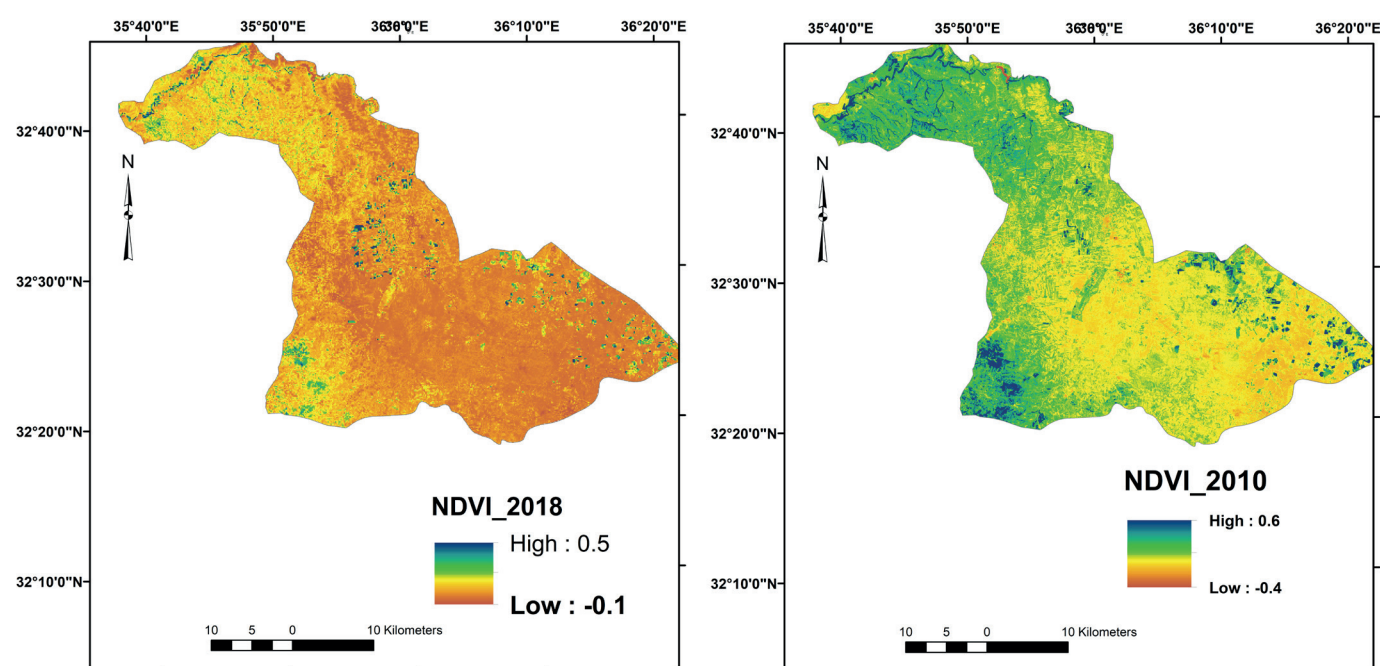 35°40'0"E 35°50'0"E 36°10'0"E 36°20'0"E
32°40'0"N
N
32°30'0"N
32°20'0"N
NDVI_2018
High : 0.5
Low : -0.1
32°10'0"N
10 5 0 10 Kilometers
35°40'0"E 35°50'0"E 36°10'0"E 36°20'0"E
32°40'0"N
N
32°30'0"N
32°20'0"N
NDVI_2010
High : 0.6
Low : -0.4
32°10'0"N
10 5 0 10 Kilometers